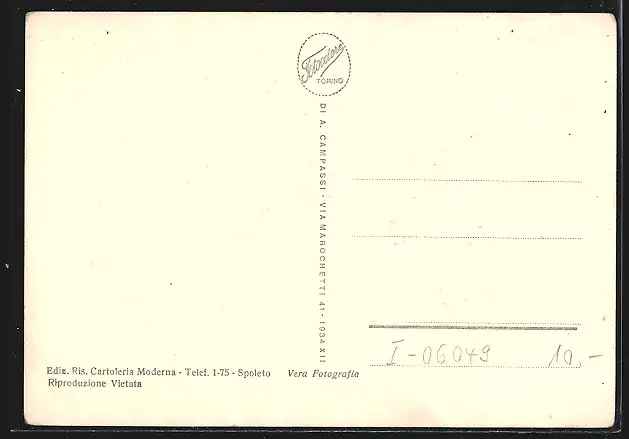 Fotocelere
TORINO
DI A. CAMPASSI - VIA MAROCHETTI 41 - 1934 XII
Ediz. Ris. Cartoleria Moderna - Telef. 1-75 - Spoleto
Riproduzione Vietata
Vera Fotografia
I-06049 10,-